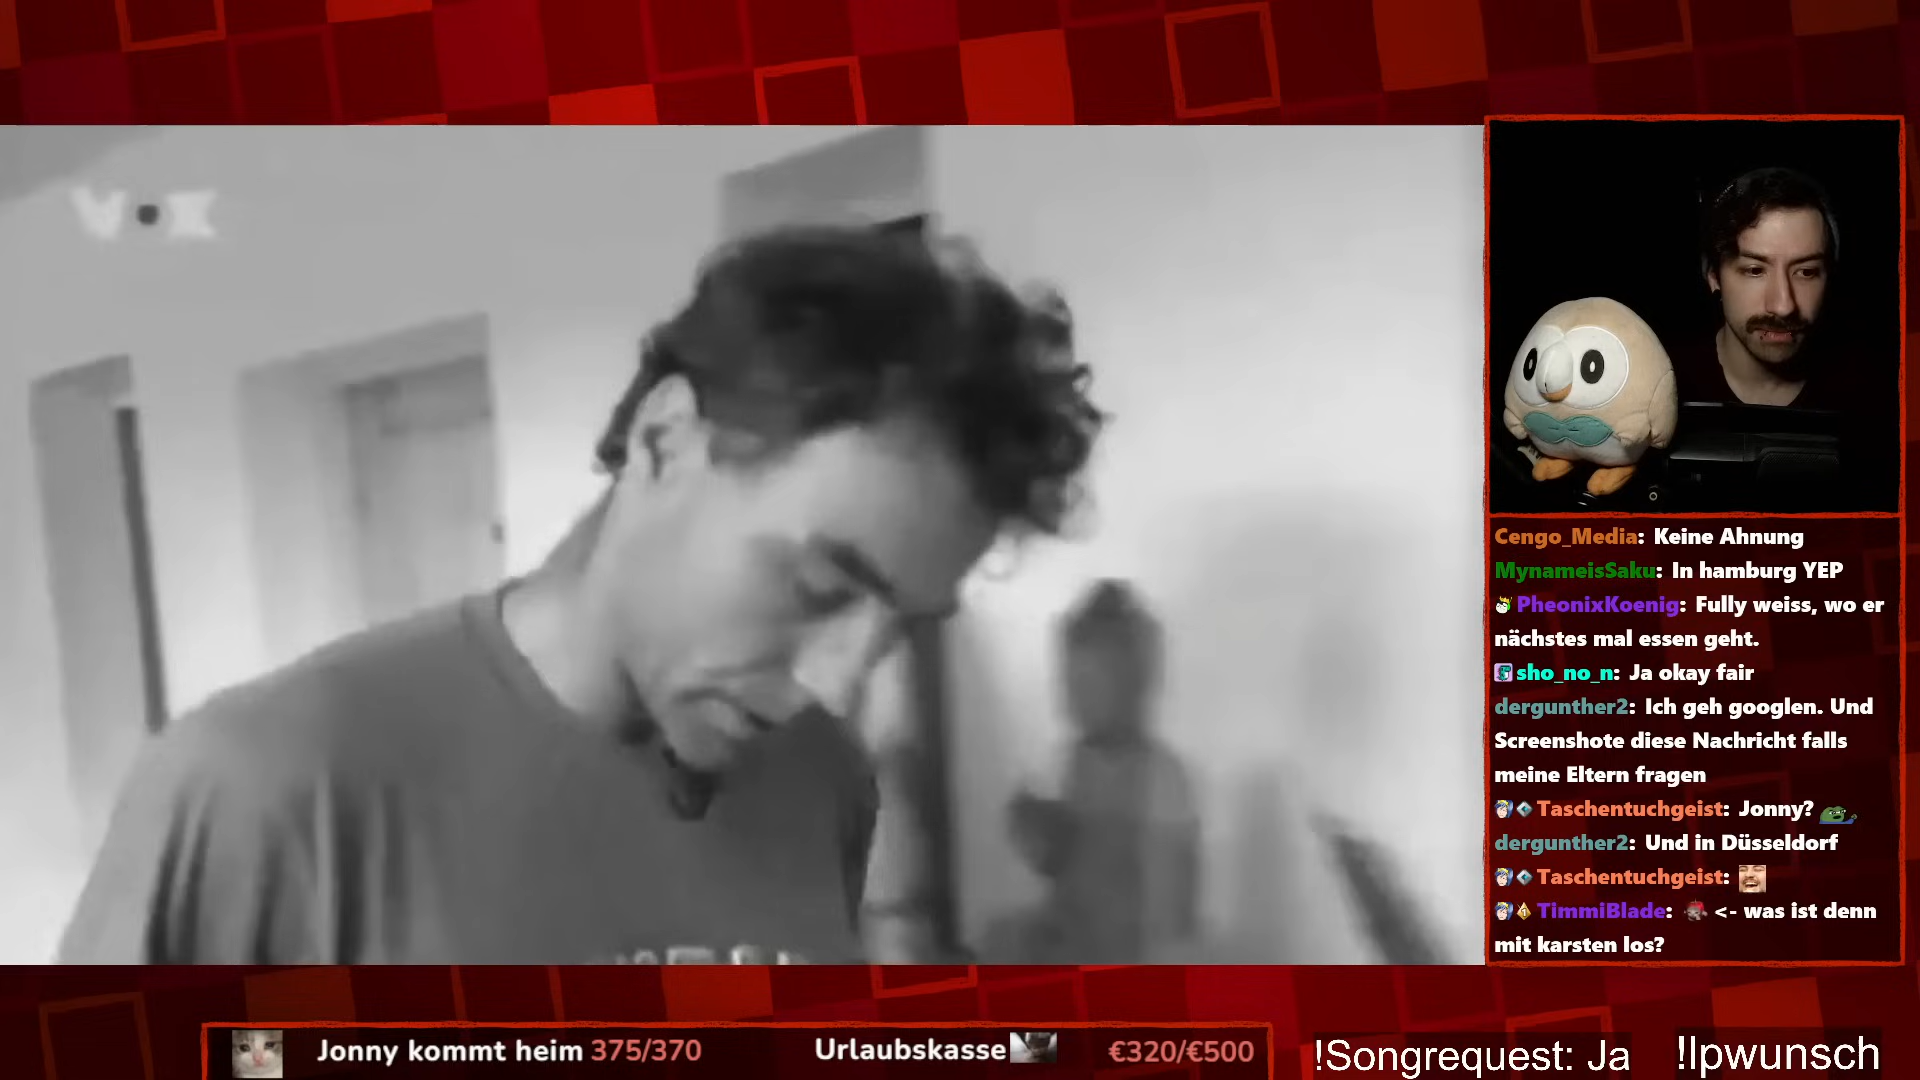 VOX
Cengo_Media: Keine Ahnung
MynameisSaku: In hamburg YEP
PheonixKoenig: Fully weiss, wo er
nächstes mal essen geht.
sho_no_n: Ja okay fair
dergunther2: Ich geh googlen. Und
Screenshote diese Nachricht falls
meine Eltern fragen
Taschentuchgeist: Jonny?
dergunther2: Und in Düsseldorf
Taschentuchgeist:
TimmiBlade: <- was ist denn
mit karsten los?
Jonny kommt heim 375/370
Urlaubskasse €320/€500
!Songrequest: Ja
!lpwunsch